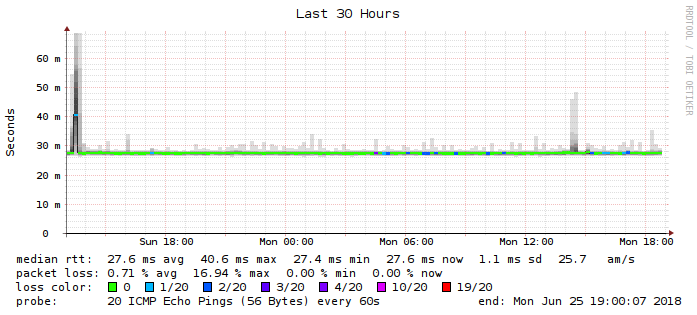 Last 30 Hours
RRDTOOL / TOBI OETIKER
Seconds
60 m
50 m
40 m
30 m
20 m
10 m
0
Sun 18:00 Mon 00:00 Mon 06:00 Mon 12:00 Mon 18:00
median rtt: 27.6 ms avg 40.6 ms max 27.4 ms min 27.6 ms now 1.1 ms sd 25.7 am/s
packet loss: 0.71 % avg 16.94 % max 0.00 % min 0.00 % now
loss color: 0 1/20 2/20 3/20 4/20 10/20 19/20
probe: 20 ICMP Echo Pings (56 Bytes) every 60s end: Mon Jun 25 19:00:07 2018